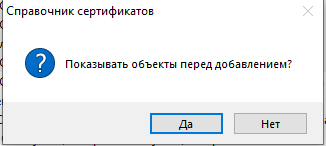 Справочник сертификатов
Показывать объекты перед добавлением?
Да
Нет